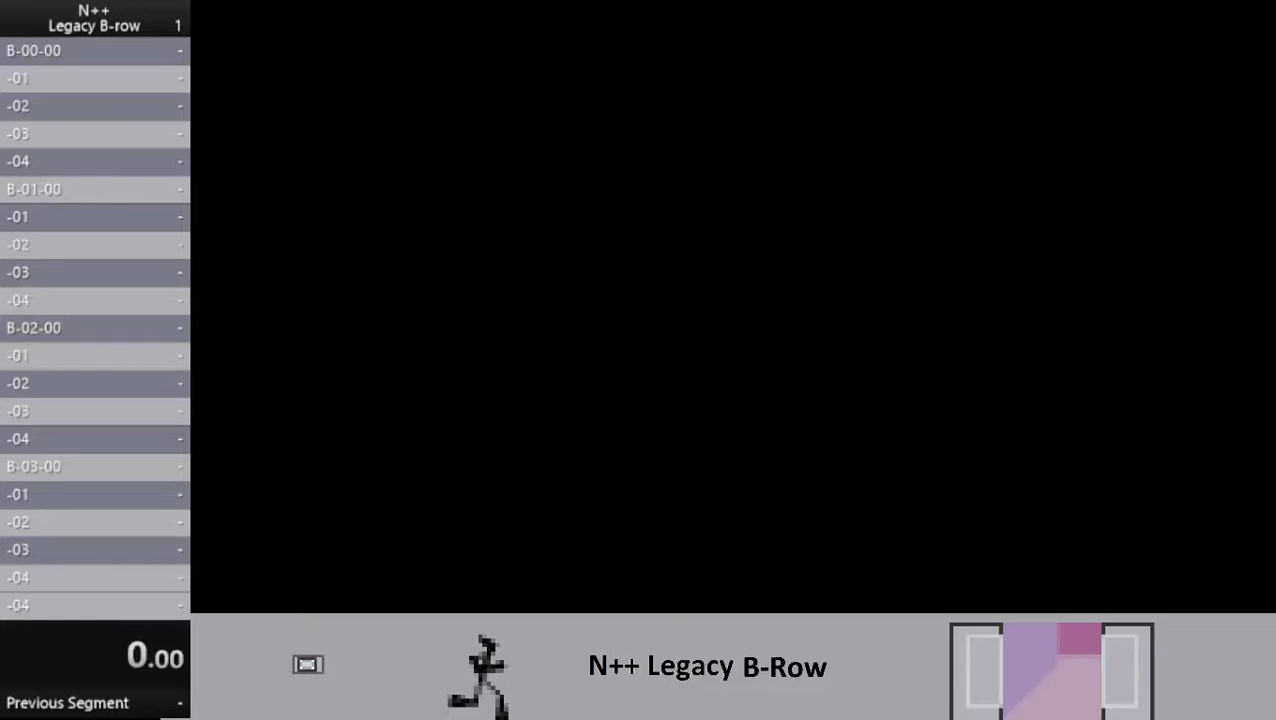 N++
Legacy B-row 1
B-00-00 -
-01 -
-02 -
-03 -
-04 -
B-01-00 -
-01 -
-02 -
-03 -
-04 -
B-02-00 -
-01 -
-02 -
-03 -
-04 -
B-03-00 -
-01 -
-02 -
-03 -
-04 -
-04 -
0.00
Previous Segment -
N++ Legacy B-Row